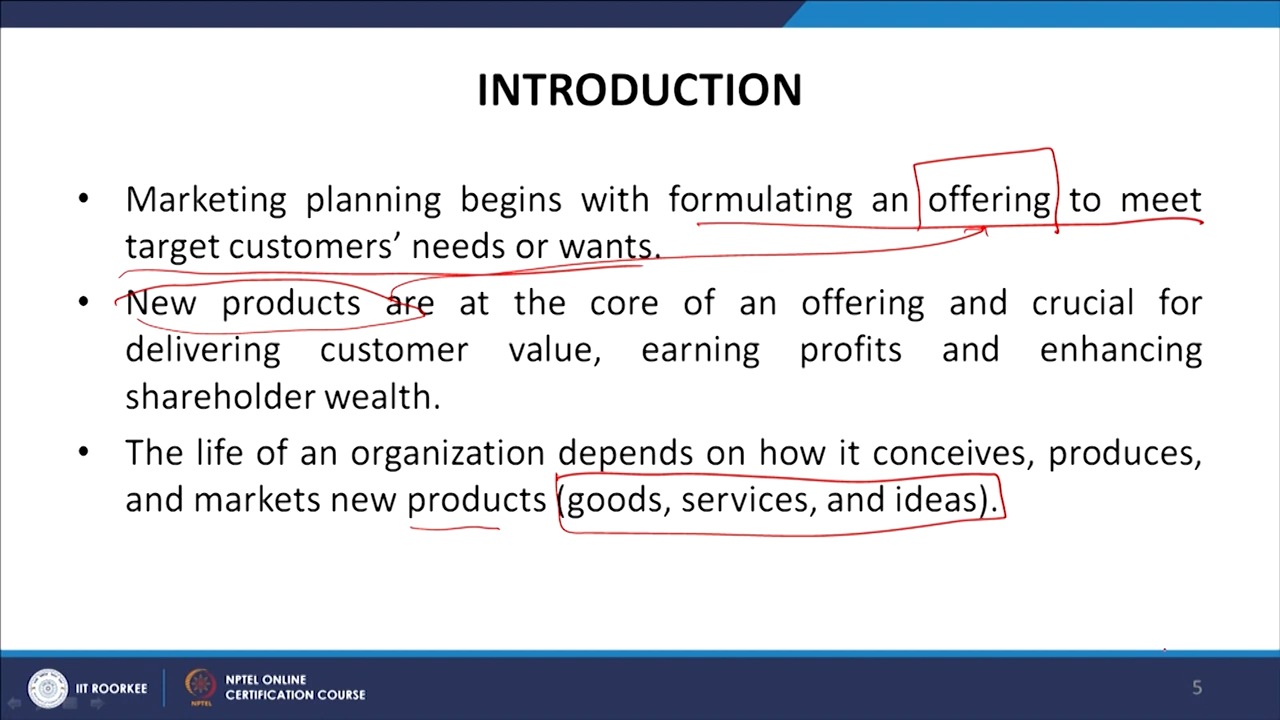 INTRODUCTION
• Marketing planning begins with formulating an offering to meet
target customers’ needs or wants.
• New products are at the core of an offering and crucial for
delivering customer value, earning profits and enhancing
shareholder wealth.
• The life of an organization depends on how it conceives, produces,
and markets new products (goods, services, and ideas).
IIT ROORKEE
NPTEL
NPTEL ONLINE
CERTIFICATION COURSE
5